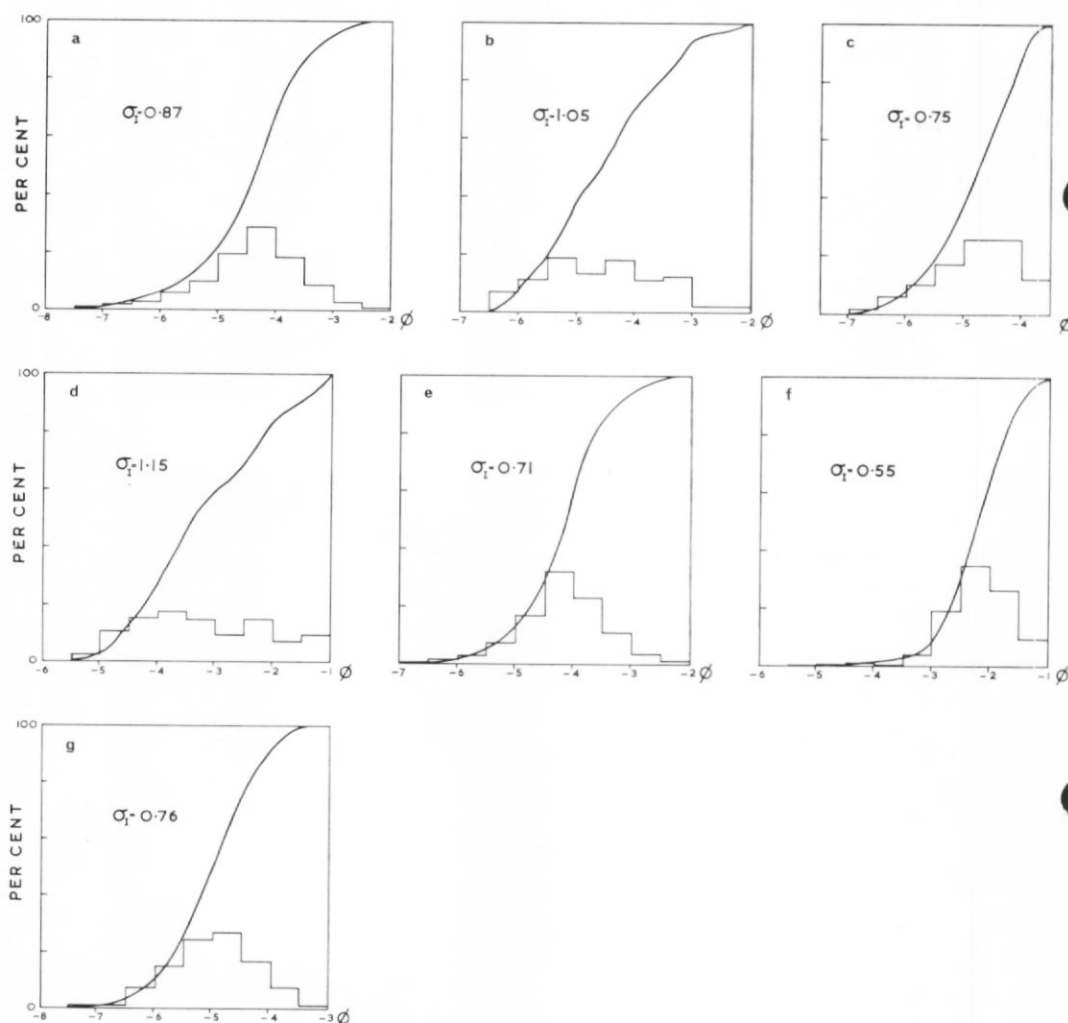 a
100
PER CENT
σI=0·87
0
-8 -7 -6 -5 -4 -3 -2 Ø
b
σI=1·05
-7 -6 -5 -4 -3 -2 Ø
c
σI=0·75
-7 -6 -5 -4 Ø
d
100
PER CENT
σI=1·15
0
-6 -5 -4 -3 -2 -1 Ø
e
σI=0·71
-7 -6 -5 -4 -3 -2 Ø
f
σI=0·55
-6 -5 -4 -3 -2 -1 Ø
g
100
PER CENT
σI=0·76
0
-8 -7 -6 -5 -4 -3 Ø